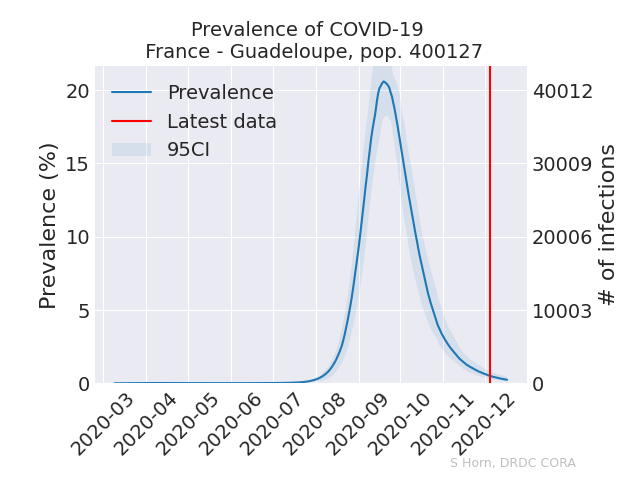 Prevalence of COVID-19
France - Guadeloupe, pop. 400127
Prevalence
Latest data
95CI
Prevalence (%)
20
15
10
5
0
40012
30009
20006
10003
0
# of infections
2020-03
2020-04
2020-05
2020-06
2020-07
2020-08
2020-09
2020-10
2020-11
2020-12
S Horn, DRDC CORA